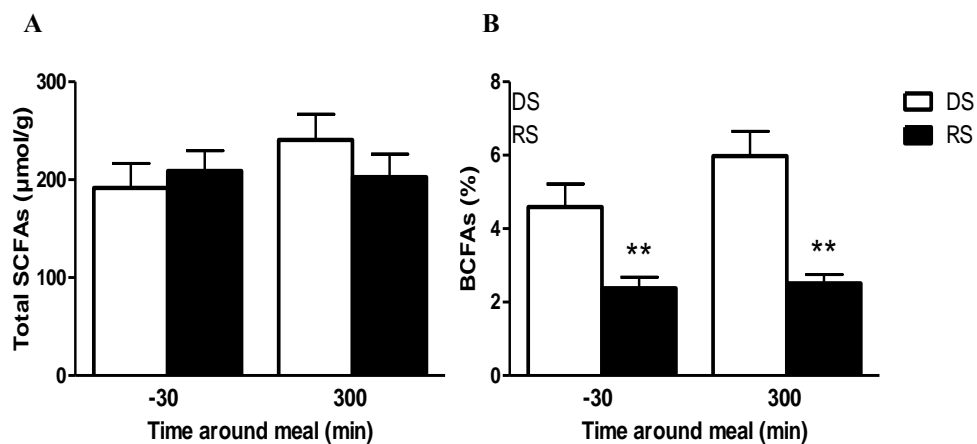 A
Total SCFAs (μmol/g)
300
200
100
0
-30
300
Time around meal (min)
DS
RS
B
BCFAs (%)
8
6
4
2
0
**
**
-30
300
Time around meal (min)
DS
RS